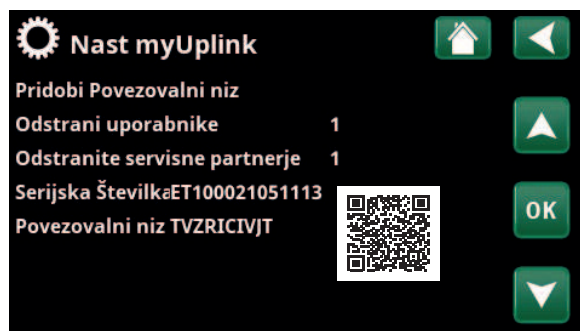 Nast myUplink
Pridobi Povezovalni niz
Odstrani uporabnike 1
Odstranite servisne partnerje 1
Serijska ŠtevilkaET100021051113
Povezovalni niz TVZRICIVJT
OK